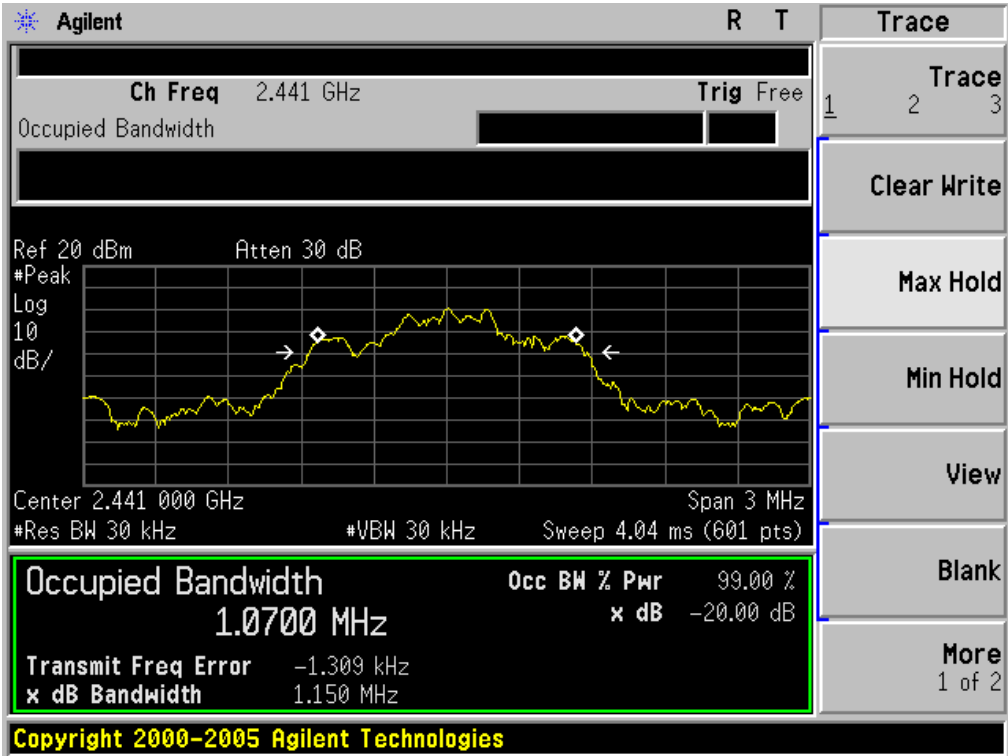 Agilent R T Trace
Ch Freq 2.441 GHz Trig Free
Occupied Bandwidth
Trace
1 2 3
Clear Write
Max Hold
Min Hold
View
Blank
More
1 of 2
Ref 20 dBm Atten 30 dB
#Peak
Log
10
dB/
Center 2.441 000 GHz Span 3 MHz
#Res BW 30 kHz #VBW 30 kHz Sweep 4.04 ms (601 pts)
Occupied Bandwidth Occ BW % Pwr 99.00 %
1.0700 MHz x dB -20.00 dB
Transmit Freq Error -1.309 kHz
x dB Bandwidth 1.150 MHz
Copyright 2000-2005 Agilent Technologies